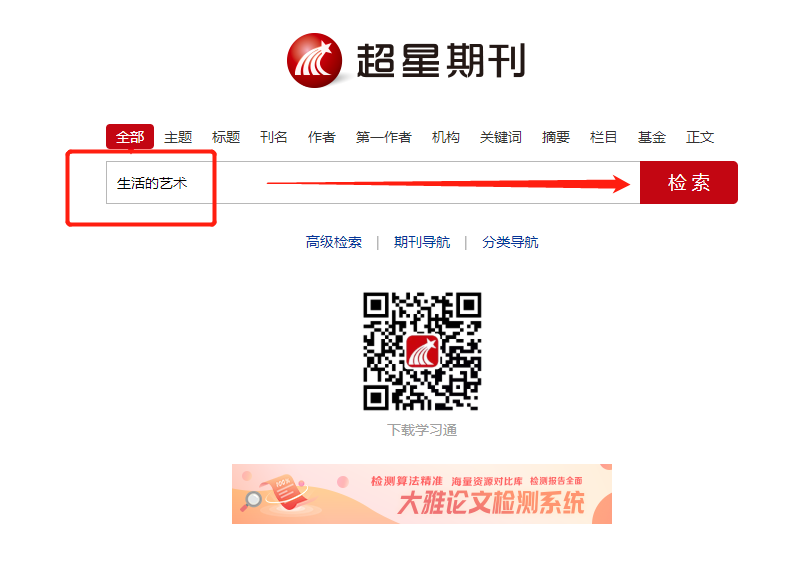 超星期刊
全部 主题 标题 刊名 作者 第一作者 机构 关键词 摘要 栏目 基金 正文
生活的艺术 检索
高级检索 | 期刊导航 | 分类导航
下载学习通
100%
检测算法精准 海量资源对比库 检测报告全面
大雅论文检测系统